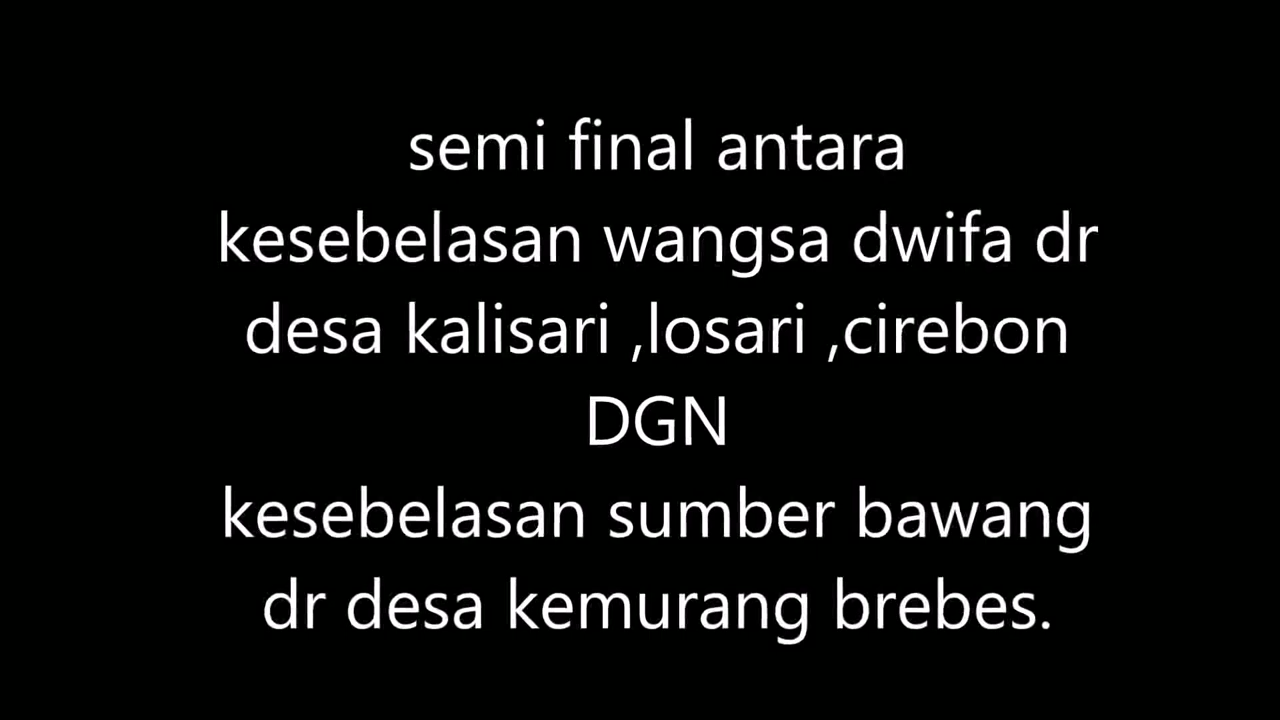 semi final antara
kesebelasan wangsa dwifa dr
desa kalisari ,losari ,cirebon
DGN
kesebelasan sumber bawang
dr desa kemurang brebes.